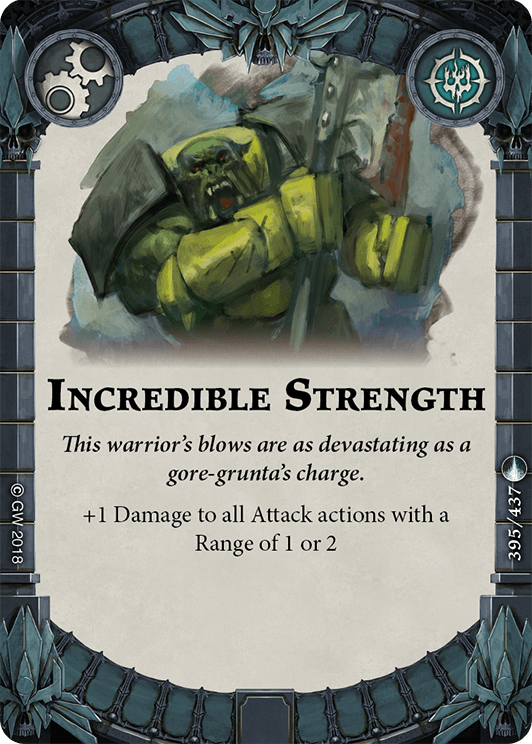 INCREDIBLE STRENGTH
This warrior's blows are as devastating as a
gore-grunta's charge.
+1 Damage to all Attack actions with a
Range of 1 or 2
© GW 2018
395/437